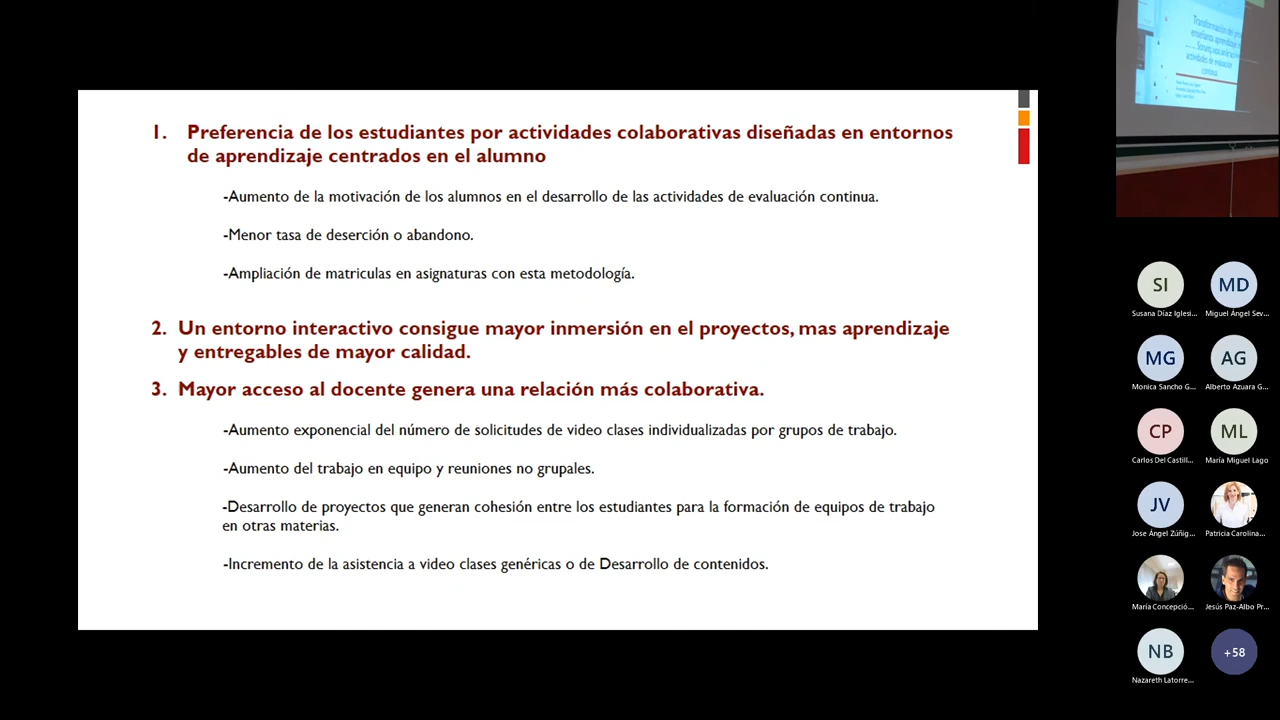 1. Preferencia de los estudiantes por actividades colaborativas diseñadas en entornos
de aprendizaje centrados en el alumno
-Aumento de la motivación de los alumnos en el desarrollo de las actividades de evaluación continua.
-Menor tasa de deserción o abandono.
-Ampliación de matriculas en asignaturas con esta metodología.
2. Un entorno interactivo consigue mayor inmersión en el proyectos, mas aprendizaje
y entregables de mayor calidad.
3. Mayor acceso al docente genera una relación más colaborativa.
-Aumento exponencial del número de solicitudes de video clases individualizadas por grupos de trabajo.
-Aumento del trabajo en equipo y reuniones no grupales.
-Desarrollo de proyectos que generan cohesión entre los estudiantes para la formación de equipos de trabajo
en otras materias.
-Incremento de la asistencia a video clases genéricas o de Desarrollo de contenidos.
Transformación del
enseñanza aprendizaje
actividades de evaluación
continua
SI
MD
Susana Díaz Iglesi...
Miguel Ángel Sev...
MG
AG
Monica Sancho G...
Alberto Azuara G...
CP
ML
Carlos Del Castill...
María Miguel Lago
JV
Jose Ángel Zúñig...
Patricia Carolina...
María Concepció...
Jesús Paz-Albo Pr...
NB
+58
Nazareth Latorre...